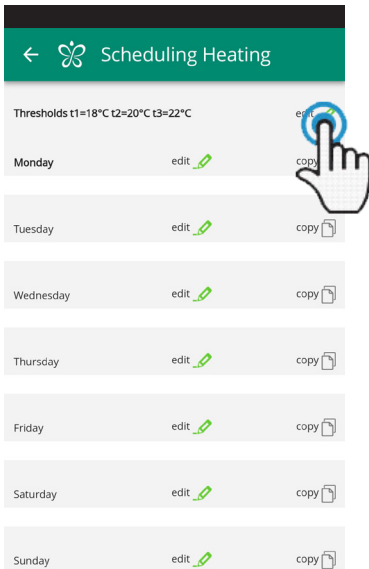 Scheduling Heating
Thresholds t1=18°C t2=20°C t3=22°C edit
Monday edit copy
Tuesday edit copy
Wednesday edit copy
Thursday edit copy
Friday edit copy
Saturday edit copy
Sunday edit copy